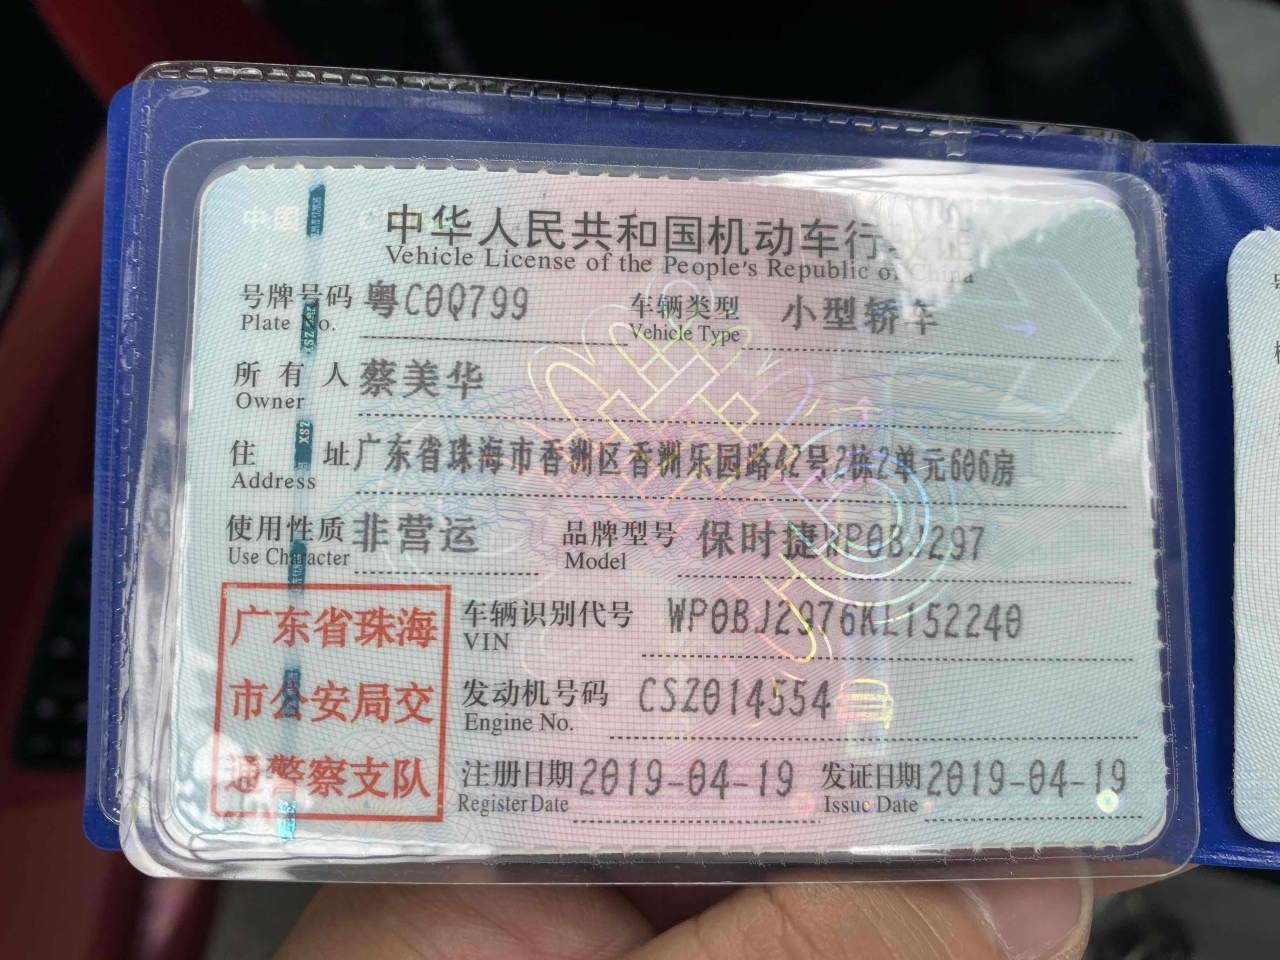 中华人民共和国机动车行驶证
Vehicle License of the People's Republic of China
号牌号码 粤C0Q799 车辆类型 小型轿车
Plate No. Vehicle Type
所有人 蔡美华
Owner
住址 广东省珠海市香洲区香洲乐园路42号2栋2单元606房
Address
使用性质 非营运 品牌型号 保时捷WP0BJ297
Use Character Model
车辆识别代号 WP0BJ2976KL152240
VIN
发动机号码 CSZ014554
Engine No.
注册日期 2019-04-19 发证日期 2019-04-19
Register Date Issue Date
广东省珠海
市公安局交
通警察支队